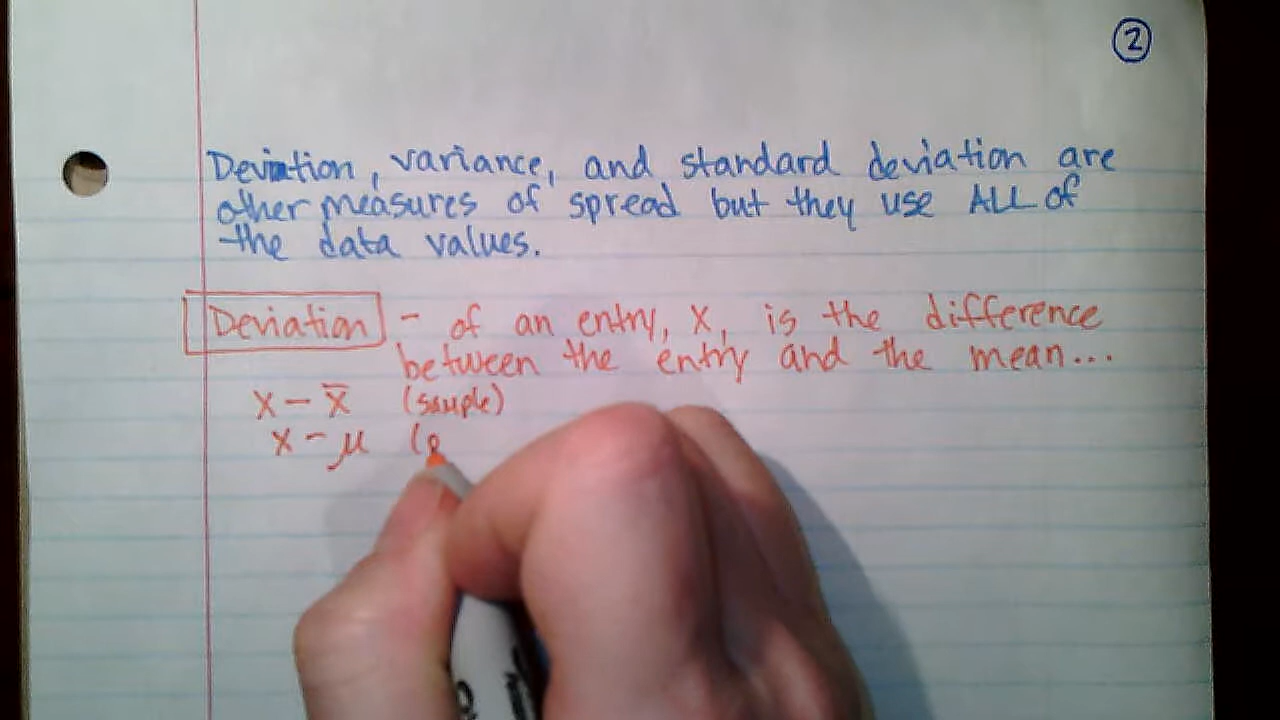 2
Deviation, variance, and standard deviation are
other measures of spread but they use ALL of
the data values.
Deviation - of an entry, x, is the difference
between the entry and the mean...
x - x̄ (sample)
x - μ (p